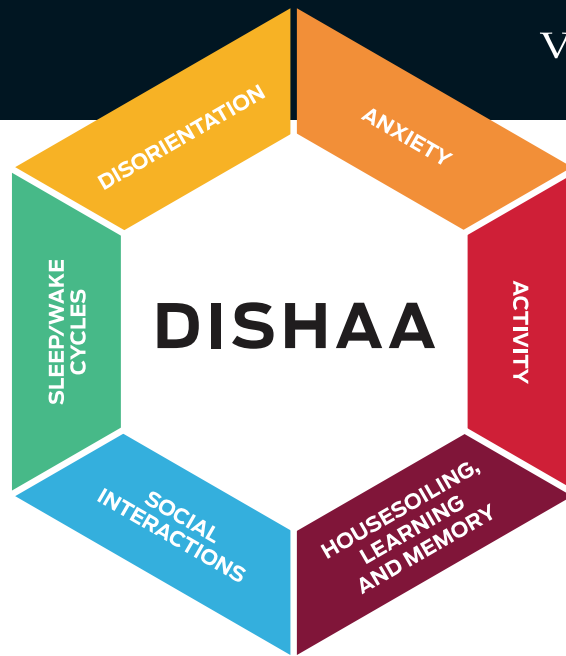 V
DISORIENTATION
ANXIETY
SLEEP/WAKE
CYCLES
DISHAA
ACTIVITY
SOCIAL
INTERACTIONS
HOUSESOILING,
LEARNING
AND MEMORY